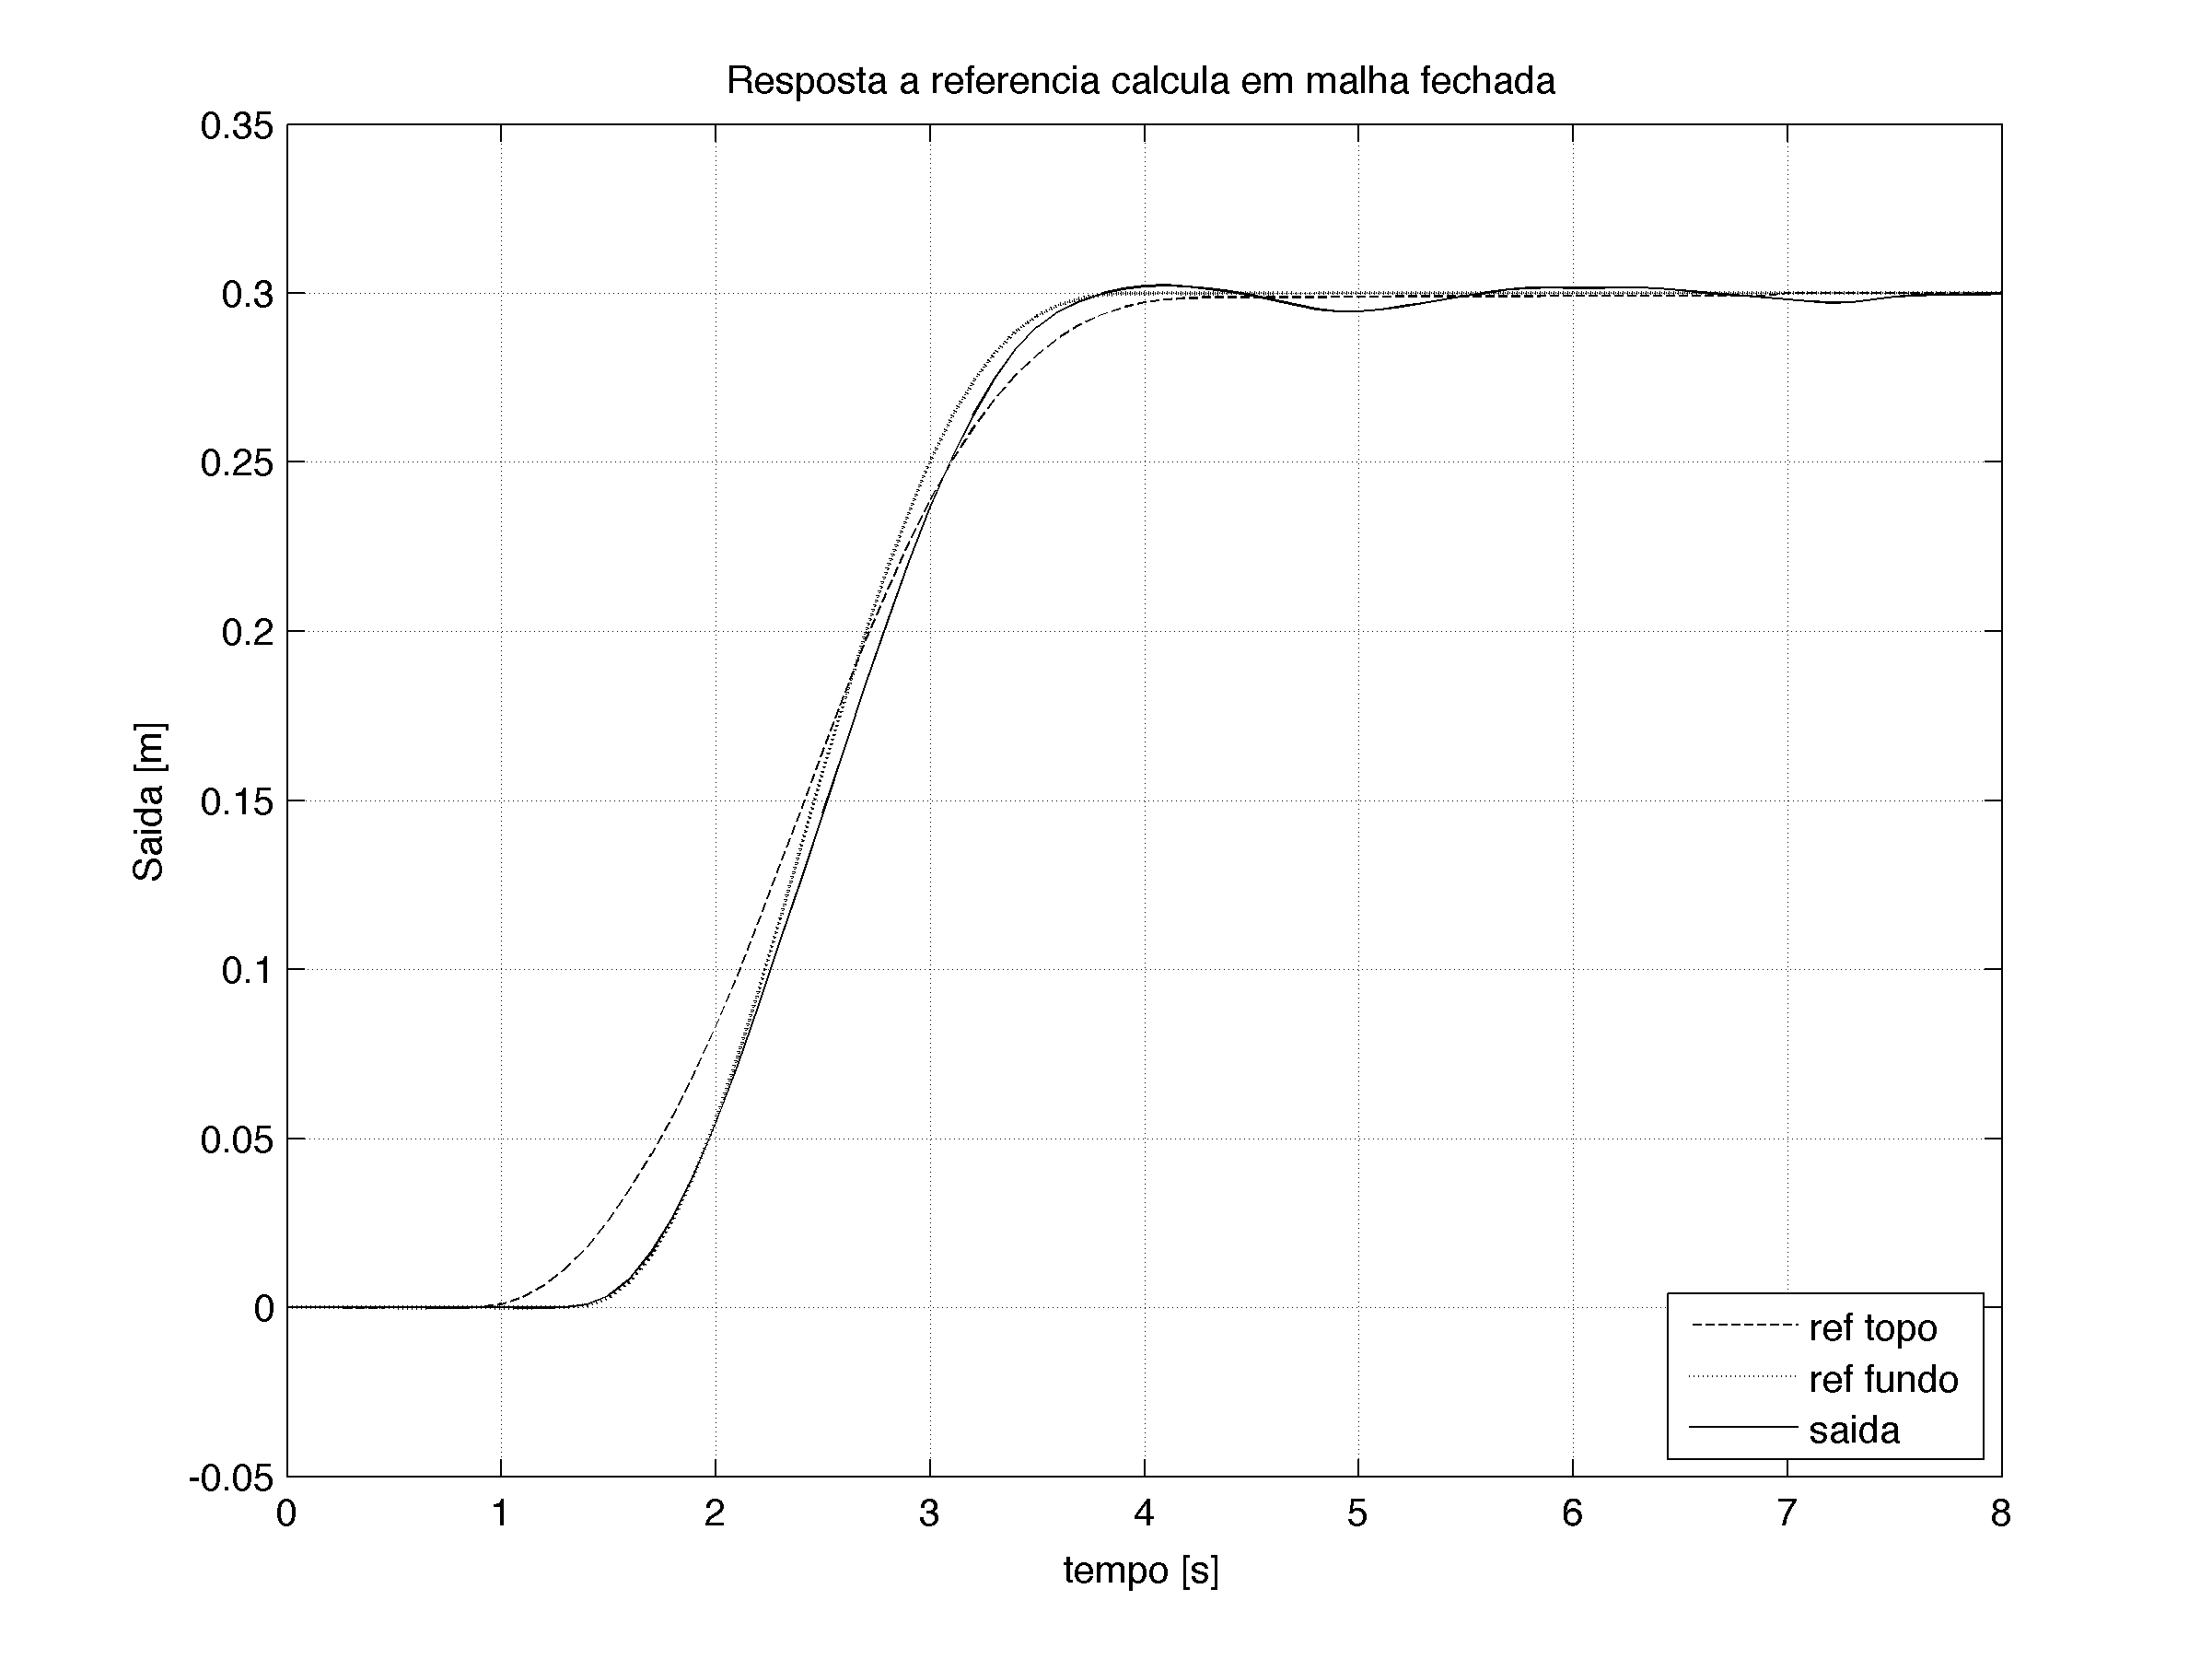 Resposta a referencia calcula em malha fechada
0.35
0.3
0.25
0.2
0.15
0.1
0.05
0
-0.05
Saida [m]
0 1 2 3 4 5 6 7 8
tempo [s]
ref topo
ref fundo
saida